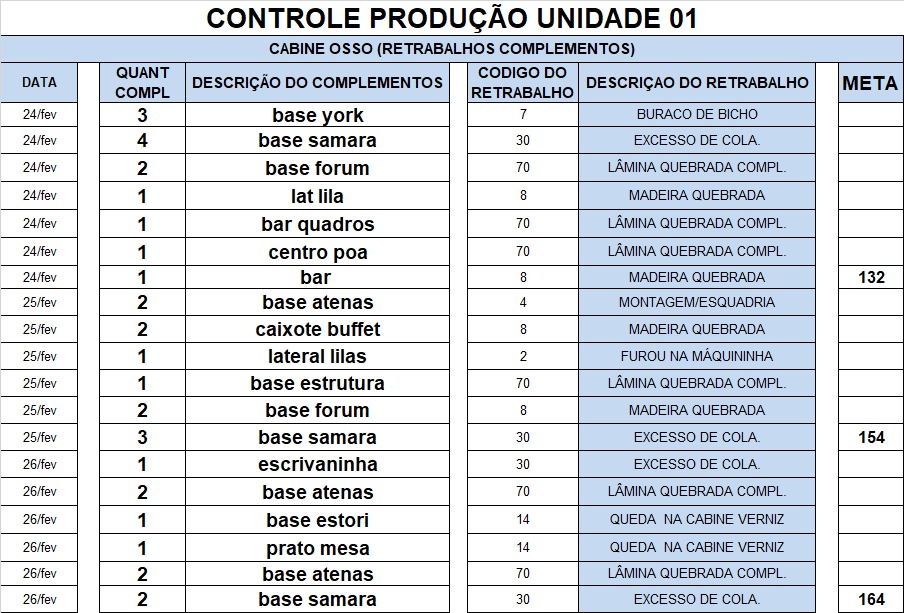 CONTROLE PRODUÇÃO UNIDADE 01
CABINE OSSO (RETRABALHOS COMPLEMENTOS)
DATA QUANT COMPL DESCRIÇÃO DO COMPLEMENTOS CODIGO DO RETRABALHO DESCRIÇAO DO RETRABALHO META
24/fev 3 base york 7 BURACO DE BICHO
24/fev 4 base samara 30 EXCESSO DE COLA.
24/fev 2 base forum 70 LÂMINA QUEBRADA COMPL.
24/fev 1 lat lila 8 MADEIRA QUEBRADA
24/fev 1 bar quadros 70 LÂMINA QUEBRADA COMPL.
24/fev 1 centro poa 70 LÂMINA QUEBRADA COMPL.
24/fev 1 bar 8 MADEIRA QUEBRADA 132
25/fev 2 base atenas 4 MONTAGEM/ESQUADRIA
25/fev 2 caixote buffet 8 MADEIRA QUEBRADA
25/fev 1 lateral lilas 2 FUROU NA MÁQUININHA
25/fev 1 base estrutura 70 LÂMINA QUEBRADA COMPL.
25/fev 2 base forum 8 MADEIRA QUEBRADA
25/fev 3 base samara 30 EXCESSO DE COLA. 154
26/fev 1 escrivaninha 30 EXCESSO DE COLA.
26/fev 2 base atenas 70 LÂMINA QUEBRADA COMPL.
26/fev 1 base estori 14 QUEDA  NA CABINE VERNIZ
26/fev 1 prato mesa 14 QUEDA  NA CABINE VERNIZ
26/fev 2 base atenas 70 LÂMINA QUEBRADA COMPL.
26/fev 2 base samara 30 EXCESSO DE COLA. 164